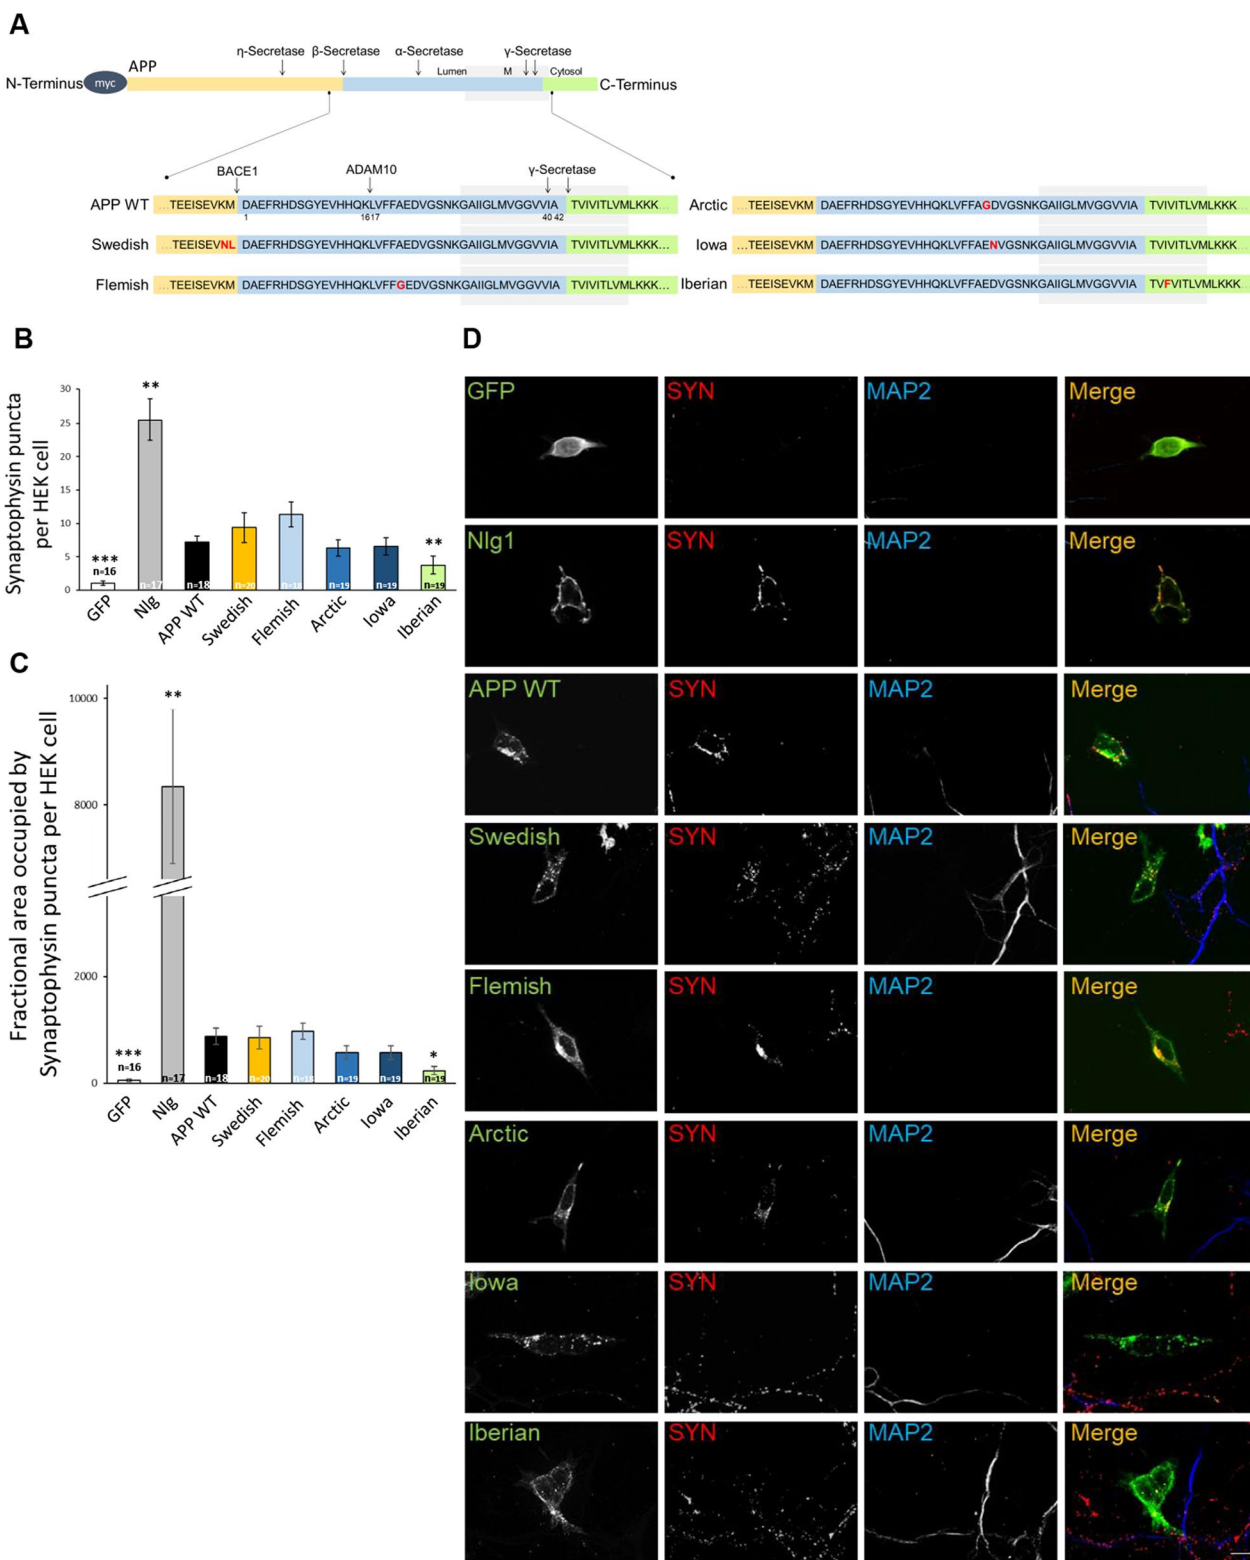 A
η-Secretase β-Secretase α-Secretase γ-Secretase
APP
Lumen M Cytosol
N-Terminus myc C-Terminus
BACE1 ADAM10 γ-Secretase
APP WT ...TEEISEVKM DAEFRHDSGYEVHHQKLVFFAEDVGSNKGAIIGLMVGGVVIA TVIVITLVMLKKK...
1 16 17 40 42
Swedish ...TEEISEVNL DAEFRHDSGYEVHHQKLVFFAEDVGSNKGAIIGLMVGGVVIA TVIVITLVMLKKK...
Flemish ...TEEISEVKM DAEFRHDSGYEVHHQKLVFFGEDVGSNKGAIIGLMVGGVVIA TVIVITLVMLKKK...
Arctic ...TEEISEVKM DAEFRHDSGYEVHHQKLVFFAGDVGSNKGAIIGLMVGGVVIA TVIVITLVMLKKK...
Iowa ...TEEISEVKM DAEFRHDSGYEVHHQKLVFFAENVGSNKGAIIGLMVGGVVIA TVIVITLVMLKKK...
Iberian ...TEEISEVKM DAEFRHDSGYEVHHQKLVFFAEDVGSNKGAIIGLMVGGVVIA TVFVITLVMLKKK...
B
Synaptophysin puncta
per HEK cell
30
25
20
15
10
5
0
*** ** **
n=16 n=17 n=18 n=20 n=18 n=19 n=19 n=19
GFP Nlg APP WT Swedish Flemish Arctic Iowa Iberian
C
Fractional area occupied by
Synaptophysin puncta per HEK cell
10000
8000
2000
0
*** ** *
n=16 n=17 n=18 n=20 n=18 n=19 n=19 n=19
GFP Nlg APP WT Swedish Flemish Arctic Iowa Iberian
D
GFP SYN MAP2 Merge
Nlg1 SYN MAP2 Merge
APP WT SYN MAP2 Merge
Swedish SYN MAP2 Merge
Flemish SYN MAP2 Merge
Arctic SYN MAP2 Merge
Iowa SYN MAP2 Merge
Iberian SYN MAP2 Merge